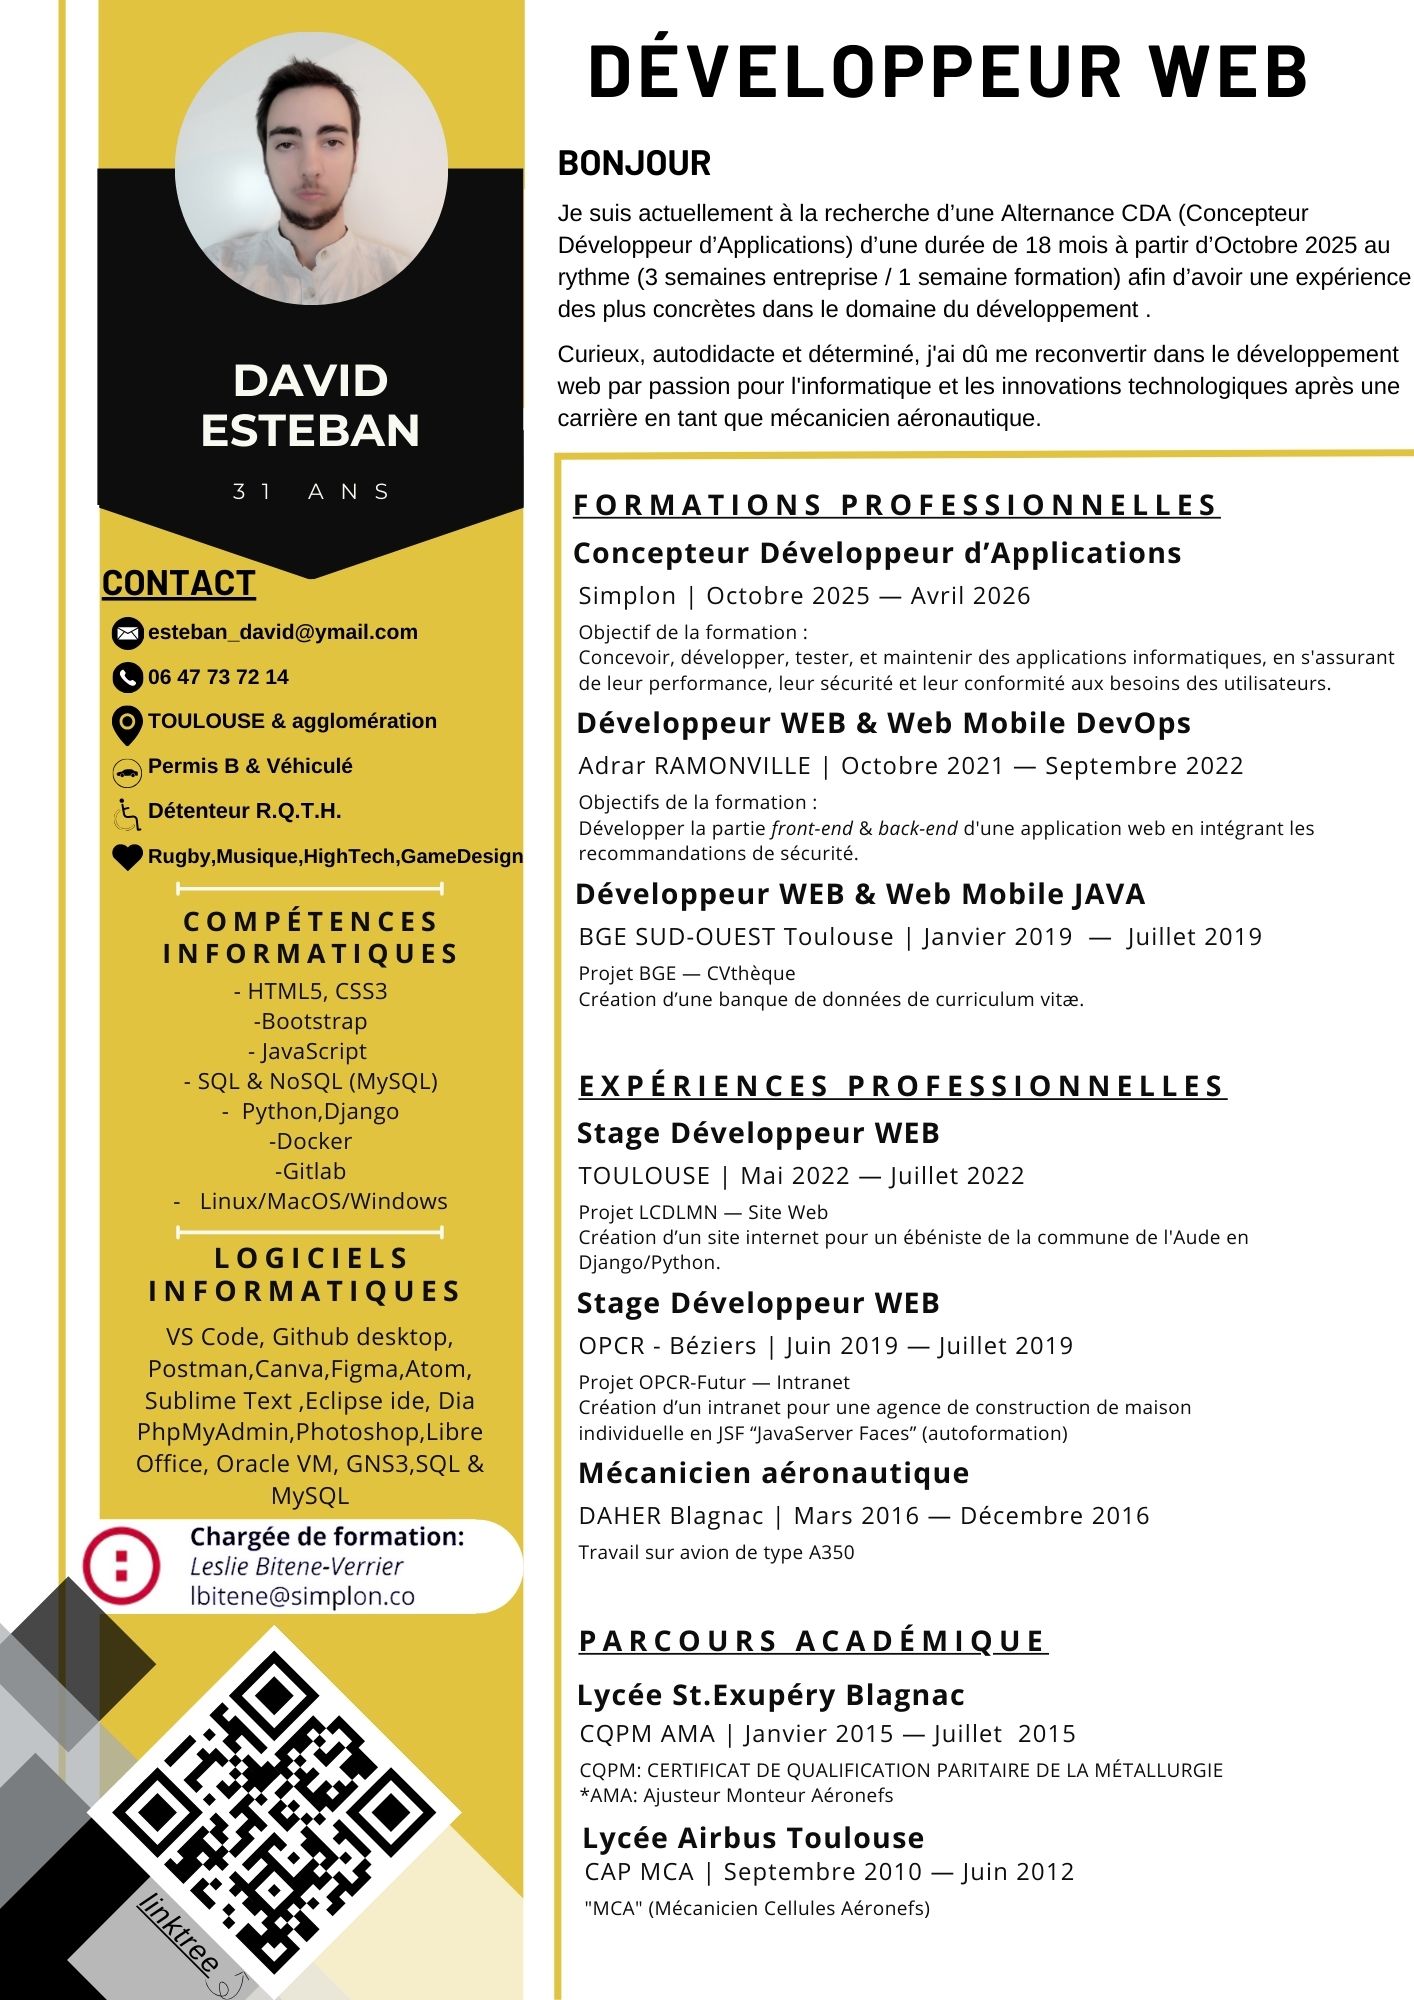 DAVID
ESTEBAN
31 ANS
CONTACT
esteban_david@ymail.com
06 47 73 72 14
TOULOUSE & agglomération
Permis B & Véhiculé
Détenteur R.Q.T.H.
Rugby,Musique,HighTech,GameDesign
COMPÉTENCES
INFORMATIQUES
- HTML5, CSS3
-Bootstrap
- JavaScript
- SQL & NoSQL (MySQL)
- Python,Django
-Docker
-Gitlab
- Linux/MacOS/Windows
LOGICIELS
INFORMATIQUES
VS Code, Github desktop,
Postman,Canva,Figma,Atom,
Sublime Text ,Eclipse ide, Dia
PhpMyAdmin,Photoshop,Libre
Office, Oracle VM, GNS3,SQL &
MySQL
Chargée de formation:
Leslie Bitene-Verrier
lbitene@simplon.co
linktree
DÉVELOPPEUR WEB
BONJOUR
Je suis actuellement à la recherche d’une Alternance CDA (Concepteur
Développeur d’Applications) d’une durée de 18 mois à partir d’Octobre 2025 au
rythme (3 semaines entreprise / 1 semaine formation) afin d’avoir une expérience
des plus concrètes dans le domaine du développement .
Curieux, autodidacte et déterminé, j'ai dû me reconvertir dans le développement
web par passion pour l'informatique et les innovations technologiques après une
carrière en tant que mécanicien aéronautique.
FORMATIONS PROFESSIONNELLES
Concepteur Développeur d’Applications
Simplon | Octobre 2025 — Avril 2026
Objectif de la formation :
Concevoir, développer, tester, et maintenir des applications informatiques, en s'assurant
de leur performance, leur sécurité et leur conformité aux besoins des utilisateurs.
Développeur WEB & Web Mobile DevOps
Adrar RAMONVILLE | Octobre 2021 — Septembre 2022
Objectifs de la formation :
Développer la partie front-end & back-end d'une application web en intégrant les
recommandations de sécurité.
Développeur WEB & Web Mobile JAVA
BGE SUD-OUEST Toulouse | Janvier 2019 — Juillet 2019
Projet BGE — CVthèque
Création d’une banque de données de curriculum vitæ.
EXPÉRIENCES PROFESSIONNELLES
Stage Développeur WEB
TOULOUSE | Mai 2022 — Juillet 2022
Projet LCDLMN — Site Web
Création d’un site internet pour un ébéniste de la commune de l'Aude en
Django/Python.
Stage Développeur WEB
OPCR - Béziers | Juin 2019 — Juillet 2019
Projet OPCR-Futur — Intranet
Création d’un intranet pour une agence de construction de maison
individuelle en JSF “JavaServer Faces” (autoformation)
Mécanicien aéronautique
DAHER Blagnac | Mars 2016 — Décembre 2016
Travail sur avion de type A350
PARCOURS ACADÉMIQUE
Lycée St.Exupéry Blagnac
CQPM AMA | Janvier 2015 — Juillet 2015
CQPM: CERTIFICAT DE QUALIFICATION PARITAIRE DE LA MÉTALLURGIE
*AMA: Ajusteur Monteur Aéronefs
Lycée Airbus Toulouse
CAP MCA | Septembre 2010 — Juin 2012
"MCA" (Mécanicien Cellules Aéronefs)